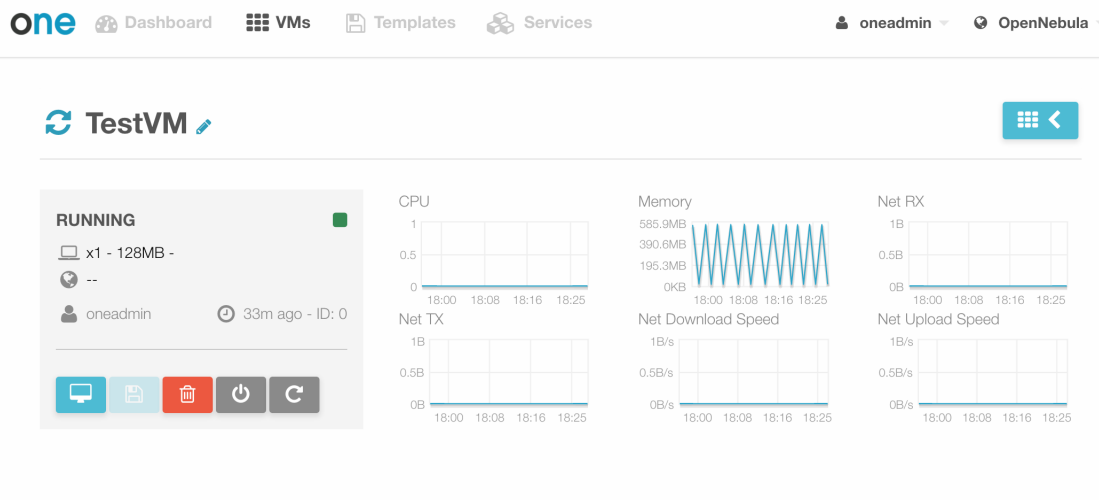 one Dashboard VMs Templates Services oneadmin OpenNebula
TestVM
RUNNING
x1 - 128MB -
--
oneadmin 33m ago - ID: 0
CPU
1
0.5
0
18:00 18:08 18:16 18:25
Memory
585.9MB
390.6MB
195.3MB
0KB
18:00 18:08 18:16 18:25
Net RX
1B
0.5B
0B
18:00 18:08 18:16 18:25
Net TX
1B
0.5B
0B
18:00 18:08 18:16 18:25
Net Download Speed
1B/s
0.5B/s
0B/s
18:00 18:08 18:16 18:25
Net Upload Speed
1B/s
0.5B/s
0B/s
18:00 18:08 18:16 18:25